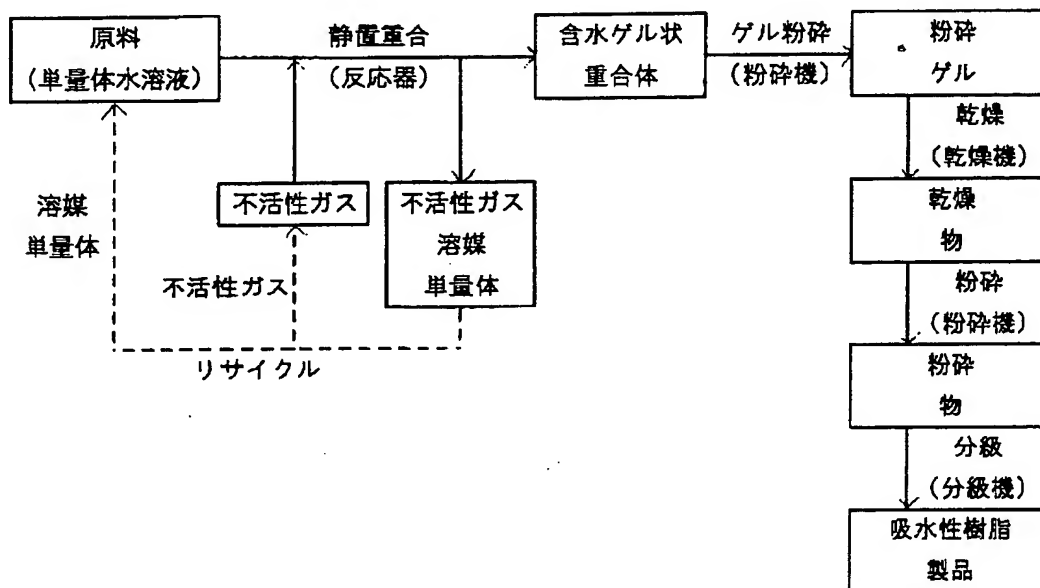 原料
(単量体水溶液)
静置重合
(反応器)
含水ゲル状
重合体
ゲル粉砕
(粉砕機)
粉砕
ゲル
乾燥
(乾燥機)
乾燥
物
粉砕
(粉砕機)
粉砕
物
分級
(分級機)
吸水性樹脂
製品
不活性ガス
不活性ガス
溶媒
単量体
溶媒
単量体
不活性ガス
リサイクル